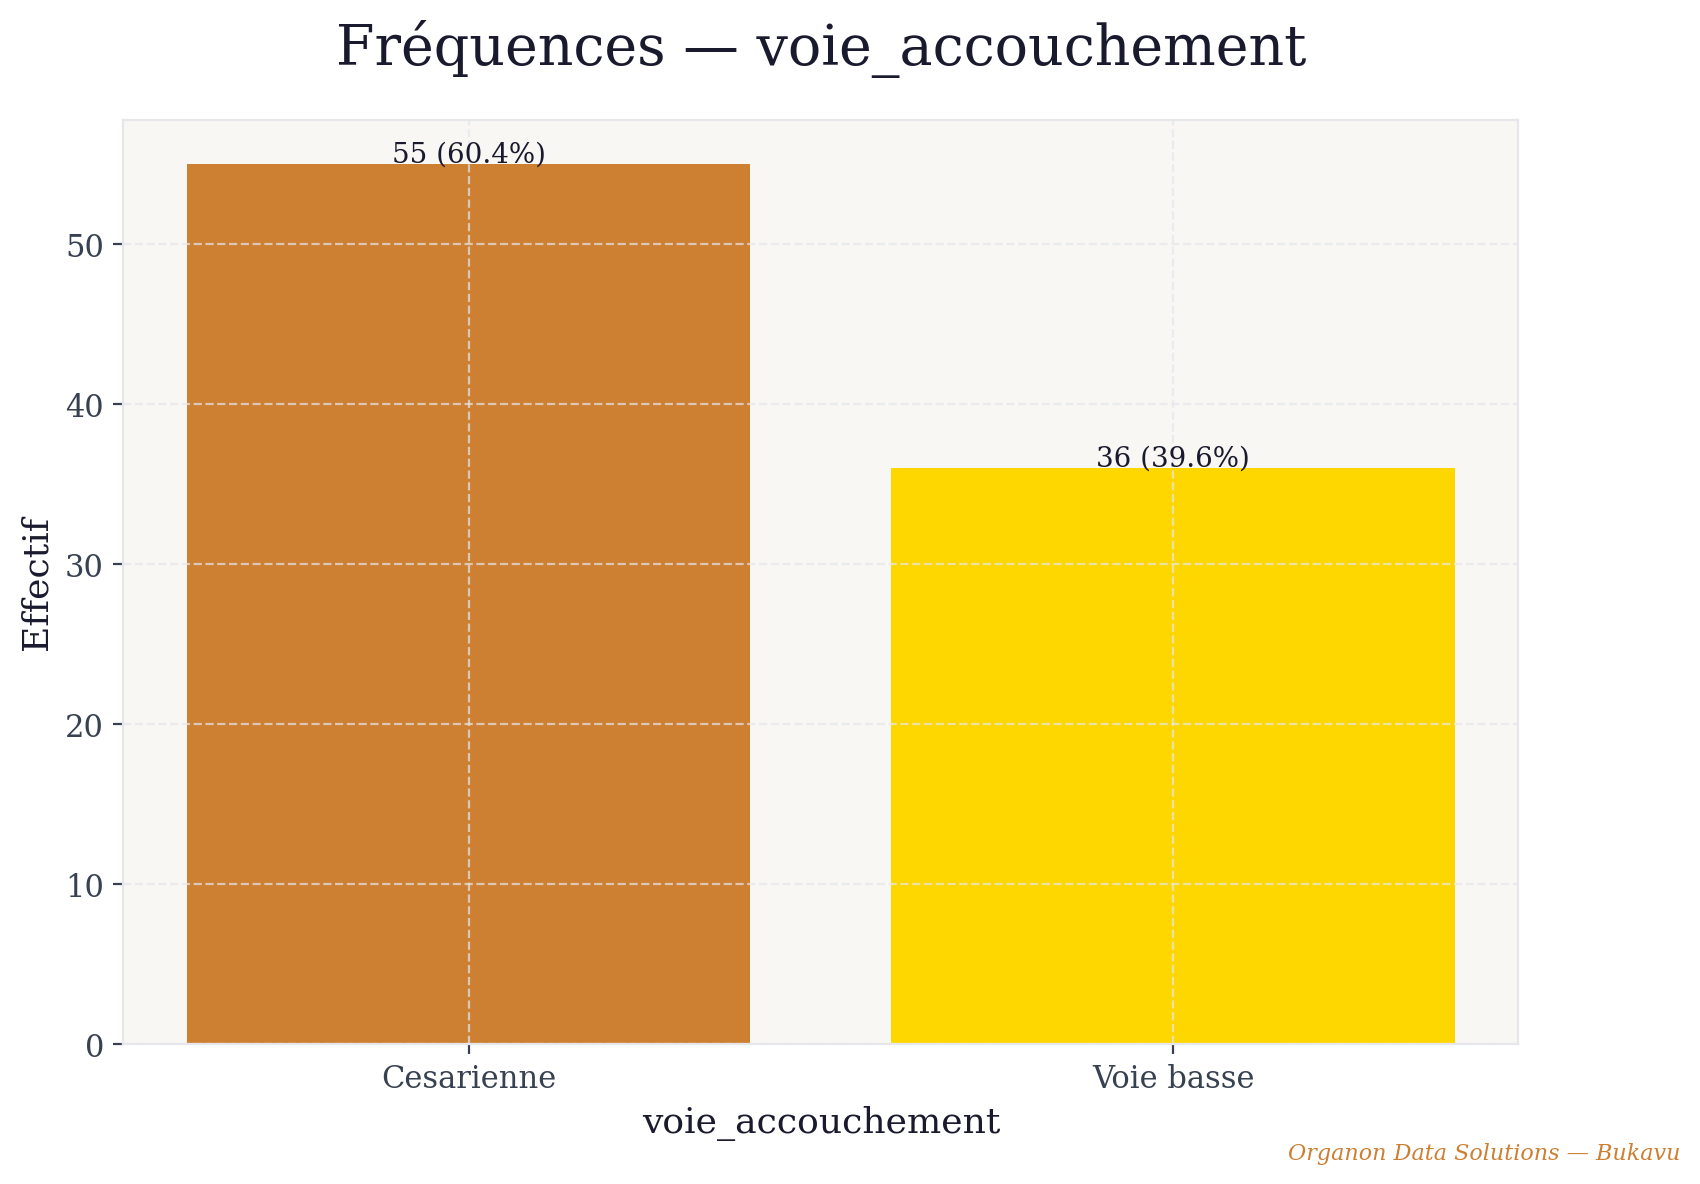 Fréquences — voie_accouchement
55 (60.4%)
36 (39.6%)
50
40
30
20
10
0
Effectif
Cesarienne
Voie basse
voie_accouchement
Organon Data Solutions — Bukavu